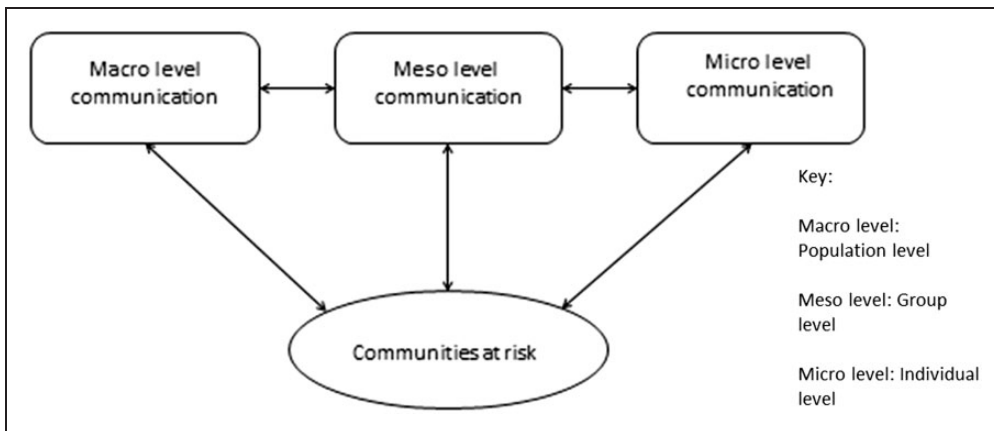 Macro level
communication
Meso level
communication
Micro level
communication
Communities at risk
Key:
Macro level:
Population level
Meso level: Group
level
Micro level: Individual
level